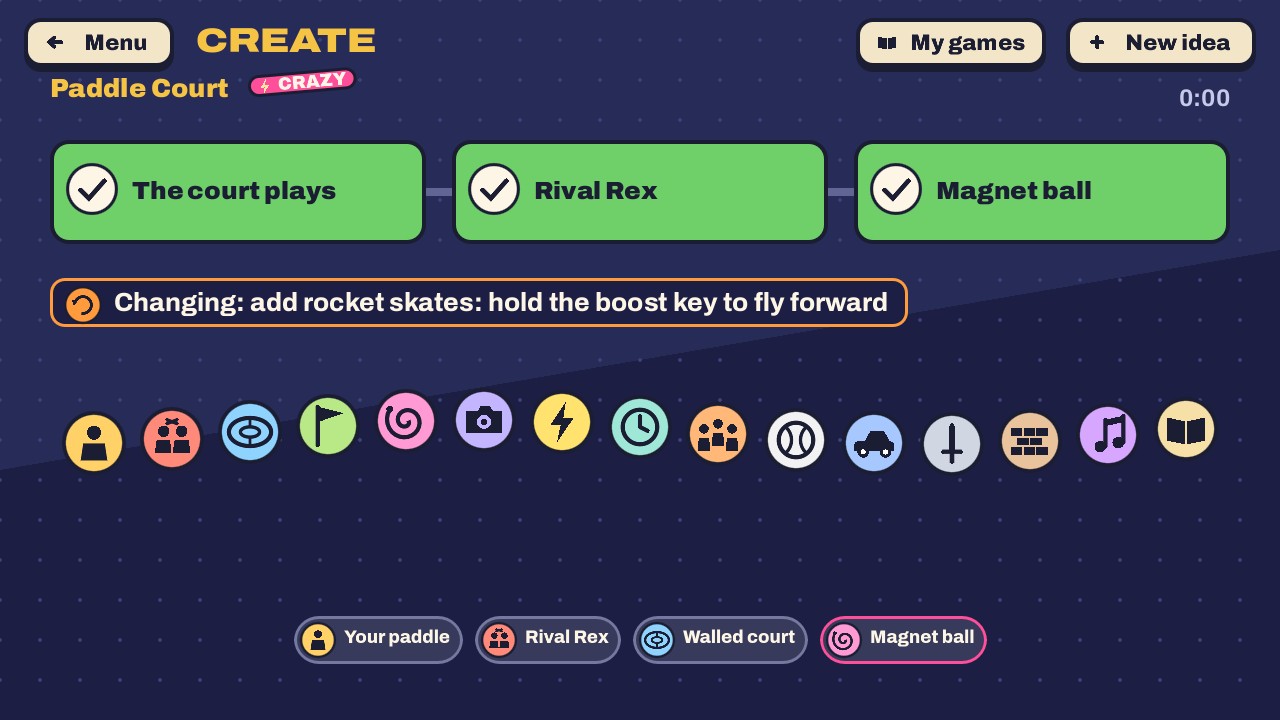 Menu
CREATE
My games
New idea
Paddle Court
CRAZY
0:00
The court plays
Rival Rex
Magnet ball
Changing: add rocket skates: hold the boost key to fly forward
Your paddle
Rival Rex
Walled court
Magnet ball